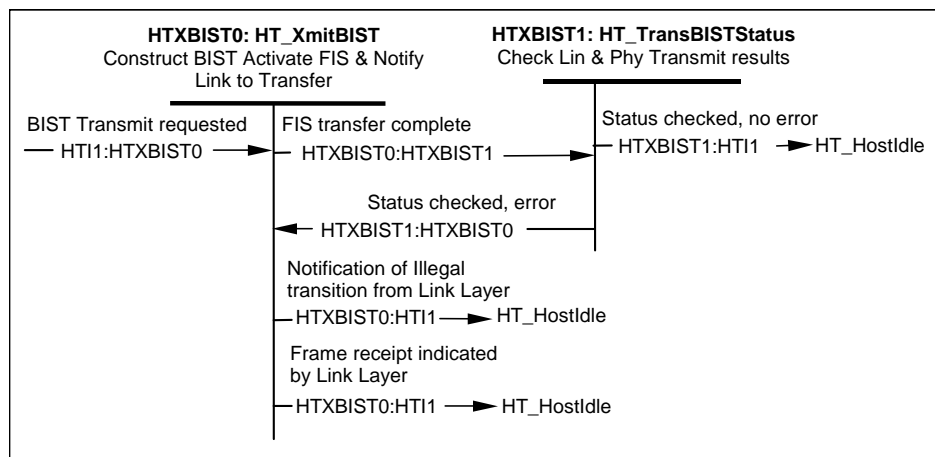 HTXBIST0: HT_XmitBIST
Construct BIST Activate FIS & Notify
Link to Transfer
HTXBIST1: HT_TransBISTStatus
Check Lin & Phy Transmit results
BIST Transmit requested
HTI1:HTXBIST0
FIS transfer complete
HTXBIST0:HTXBIST1
Status checked, no error
HTXBIST1:HTI1
HT_HostIdle
Status checked, error
HTXBIST1:HTXBIST0
Notification of Illegal
transition from Link Layer
HTXBIST0:HTI1
HT_HostIdle
Frame receipt indicated
by Link Layer
HTXBIST0:HTI1
HT_HostIdle